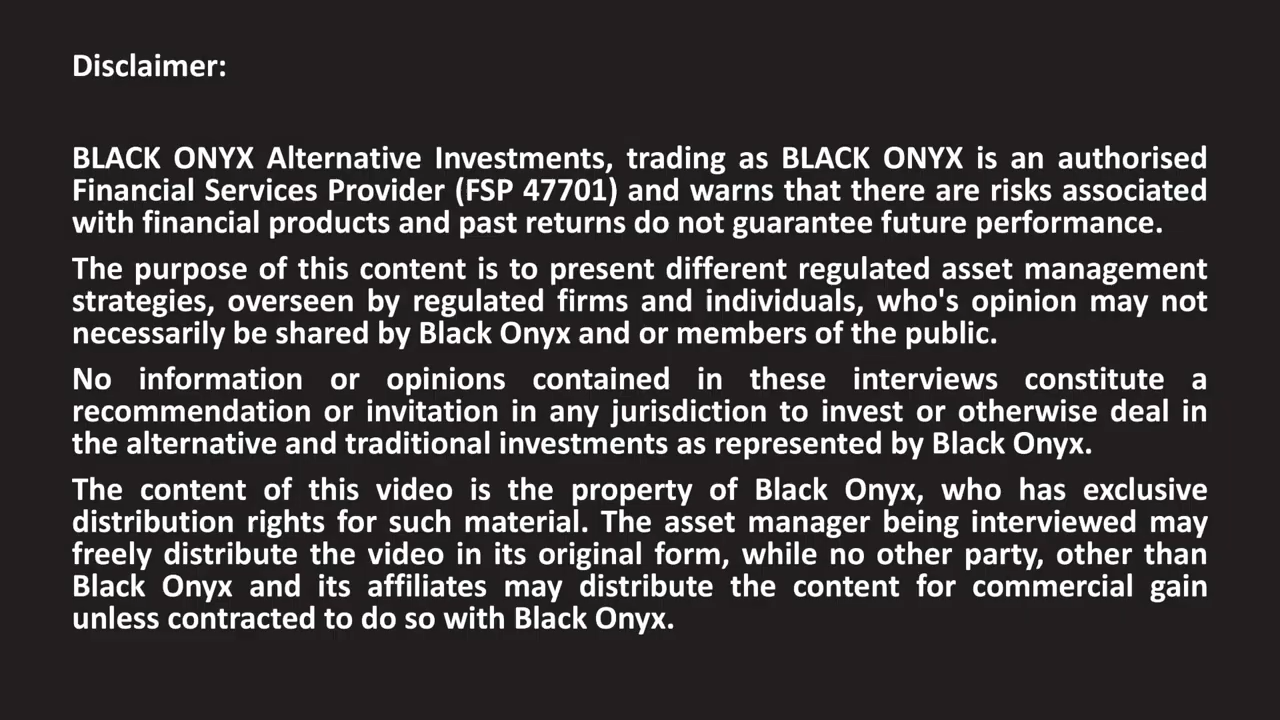 Disclaimer:
BLACK ONYX Alternative Investments, trading as BLACK ONYX is an authorised
Financial Services Provider (FSP 47701) and warns that there are risks associated
with financial products and past returns do not guarantee future performance.
The purpose of this content is to present different regulated asset management
strategies, overseen by regulated firms and individuals, who's opinion may not
necessarily be shared by Black Onyx and or members of the public.
No information or opinions contained in these interviews constitute a
recommendation or invitation in any jurisdiction to invest or otherwise deal in
the alternative and traditional investments as represented by Black Onyx.
The content of this video is the property of Black Onyx, who has exclusive
distribution rights for such material. The asset manager being interviewed may
freely distribute the video in its original form, while no other party, other than
Black Onyx and its affiliates may distribute the content for commercial gain
unless contracted to do so with Black Onyx.